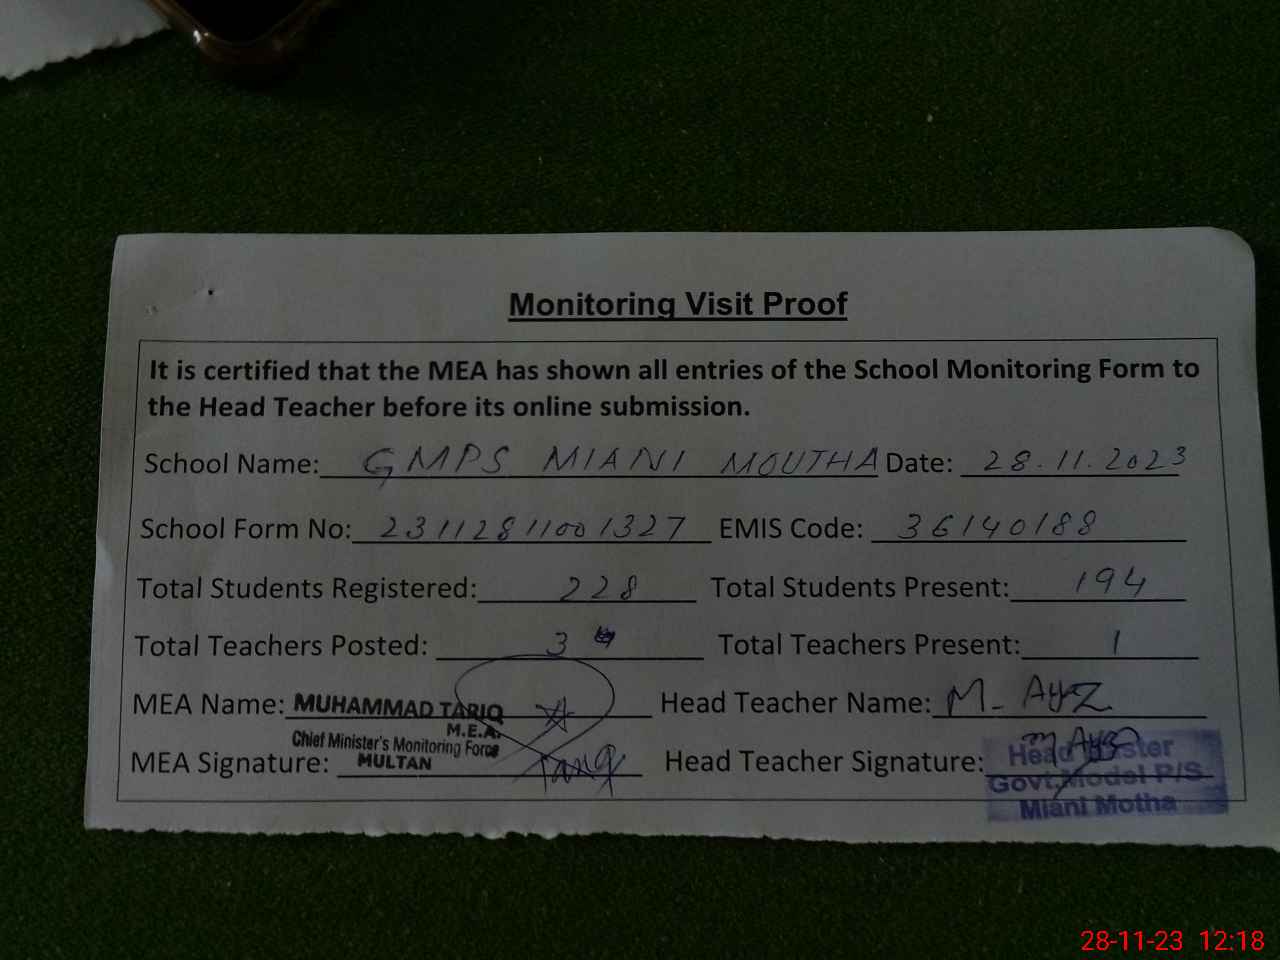 Monitoring Visit Proof
It is certified that the MEA has shown all entries of the School Monitoring Form to
the Head Teacher before its online submission.
School Name: GMPS MIANI MOUTHA Date: 28.11.2023
School Form No: 23112811001327 EMIS Code: 36140188
Total Students Registered: 228 Total Students Present: 194
Total Teachers Posted: 3 Total Teachers Present: 1
MEA Name: MUHAMMAD TARIQ Head Teacher Name: M.
M.E.A.
Chief Minister's Monitoring Force
MULTAN
MEA Signature: Tariq Head Teacher Signature:
Head Master
Govt. Model P/S
Miani Motha
28-11-23 12:18